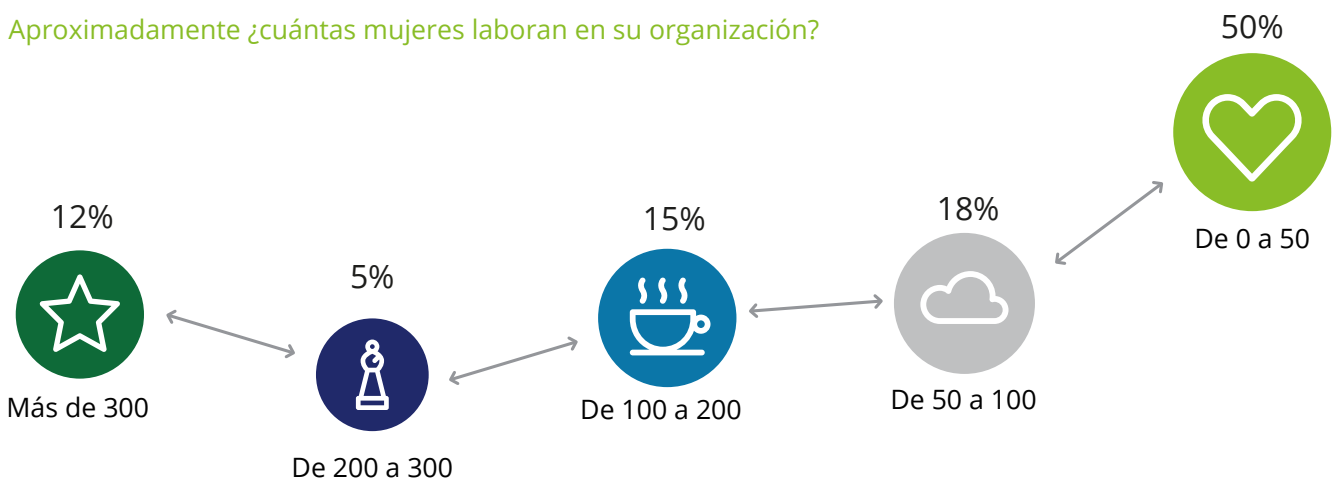 Aproximadamente ¿cuántas mujeres laboran en su organización?
12%
Más de 300
5%
De 200 a 300
15%
De 100 a 200
18%
De 50 a 100
50%
De 0 a 50